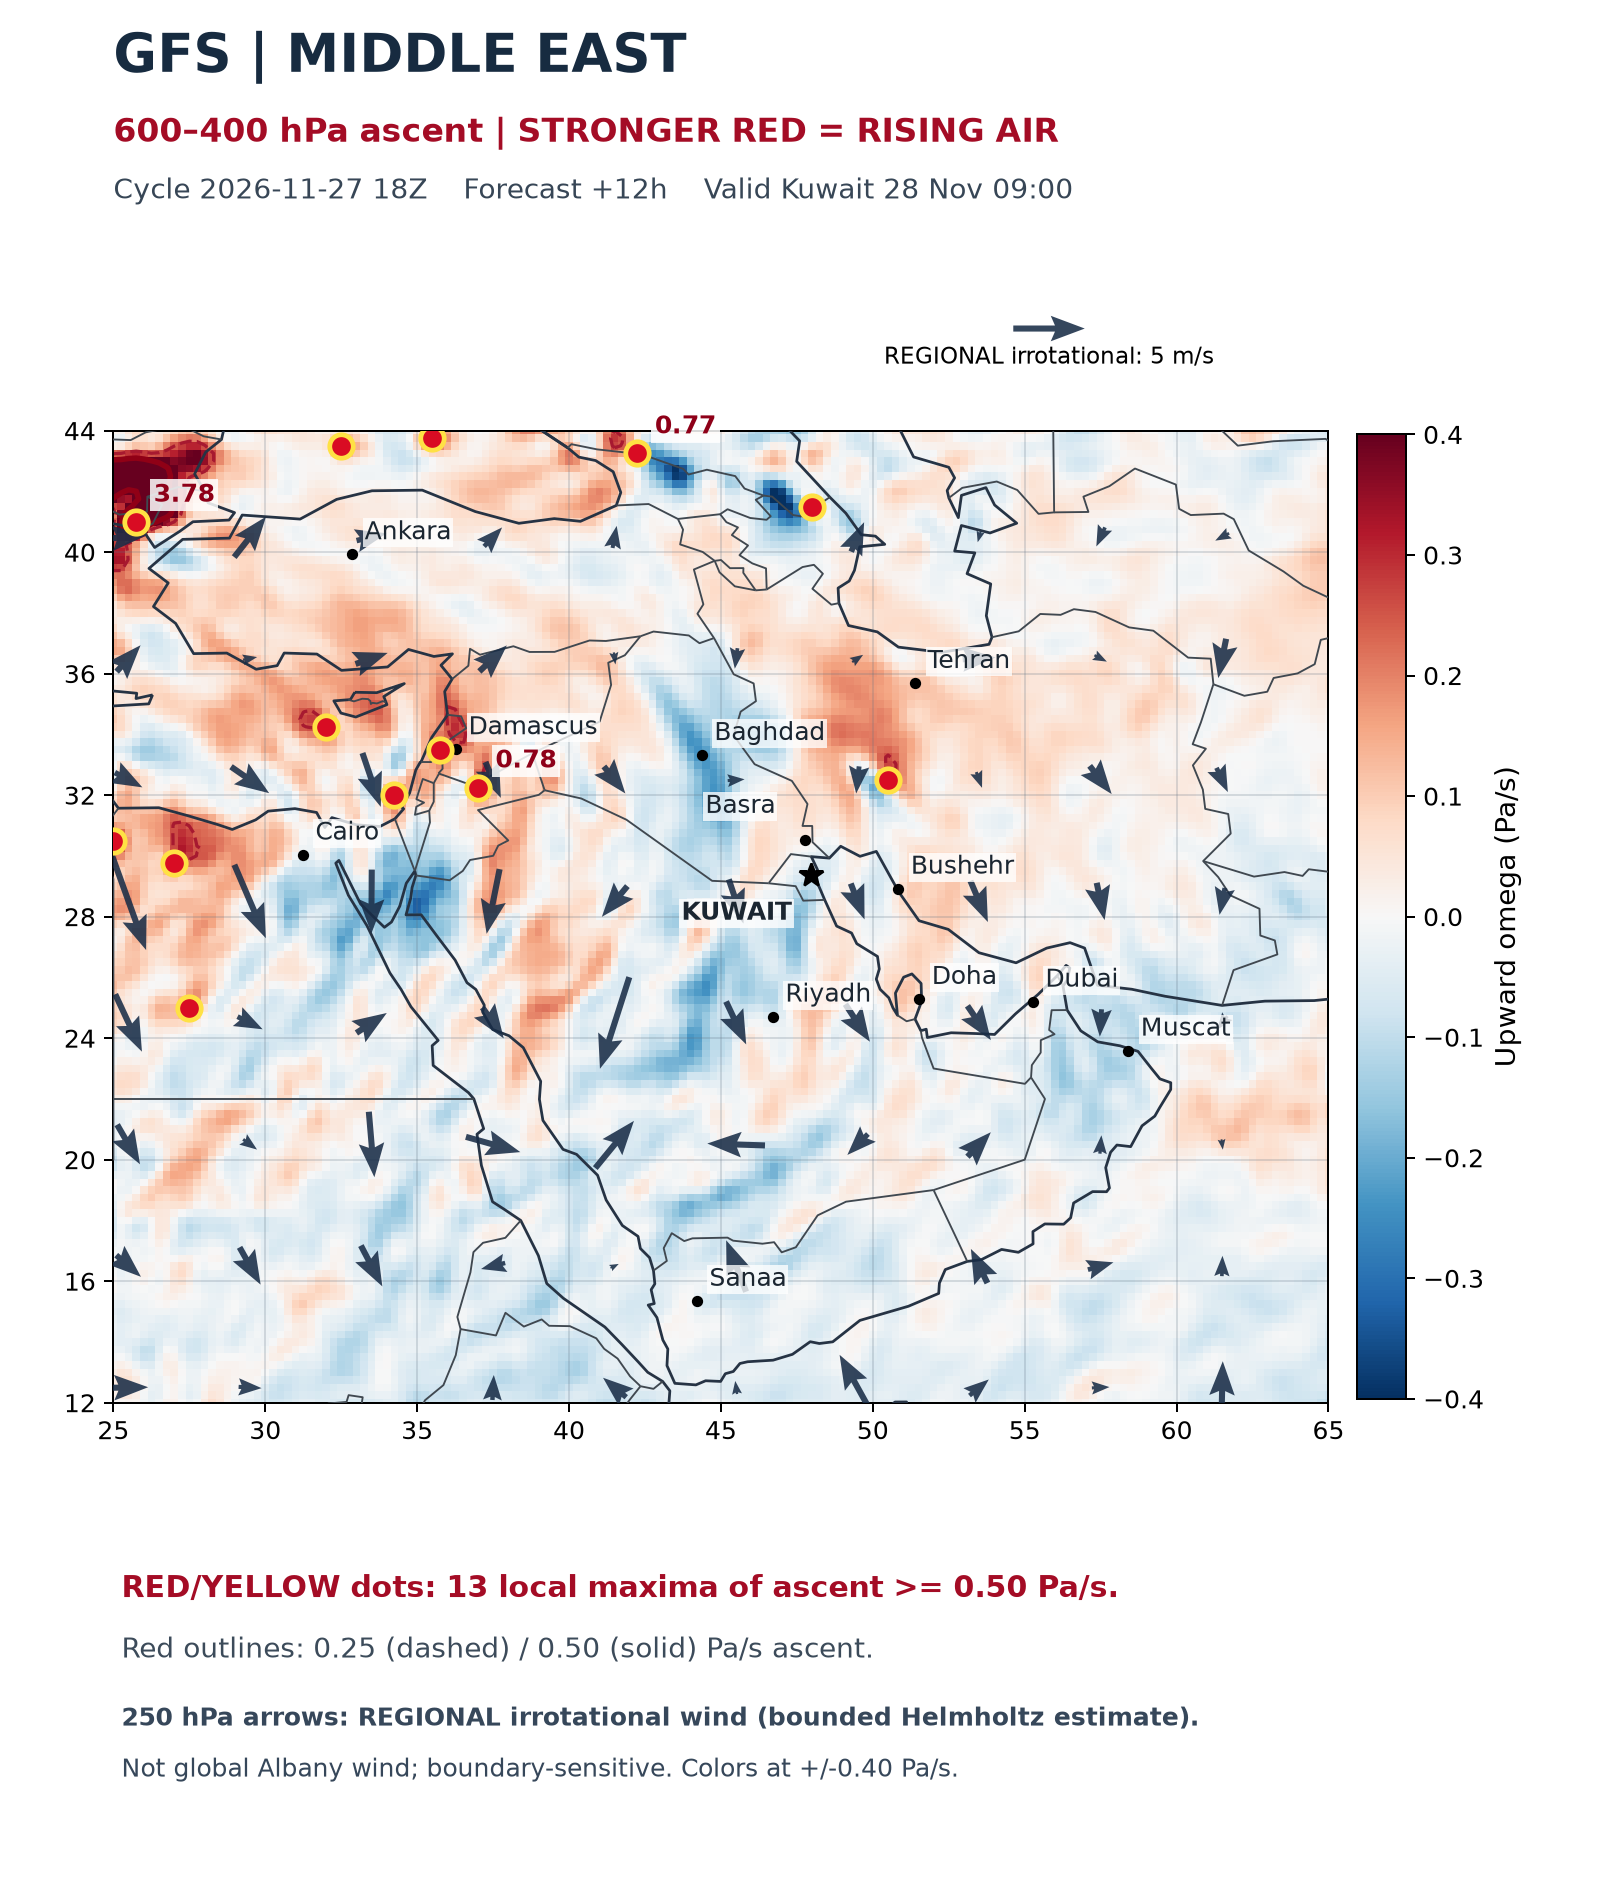 GFS | MIDDLE EAST
600–400 hPa ascent | STRONGER RED = RISING AIR
Cycle 2026-11-27 18Z    Forecast +12h    Valid Kuwait 28 Nov 09:00
REGIONAL irrotational: 5 m/s
0.77
3.78
Ankara
Tehran
Damascus
Baghdad
0.78
Basra
Cairo
Bushehr
KUWAIT
Doha
Dubai
Riyadh
Muscat
Sanaa
44
40
36
32
28
24
20
16
12
25 30 35 40 45 50 55 60 65
0.4
0.3
0.2
0.1
0.0
−0.1
−0.2
−0.3
−0.4
Upward omega (Pa/s)
RED/YELLOW dots: 13 local maxima of ascent >= 0.50 Pa/s.
Red outlines: 0.25 (dashed) / 0.50 (solid) Pa/s ascent.
250 hPa arrows: REGIONAL irrotational wind (bounded Helmholtz estimate).
Not global Albany wind; boundary-sensitive. Colors at +/-0.40 Pa/s.